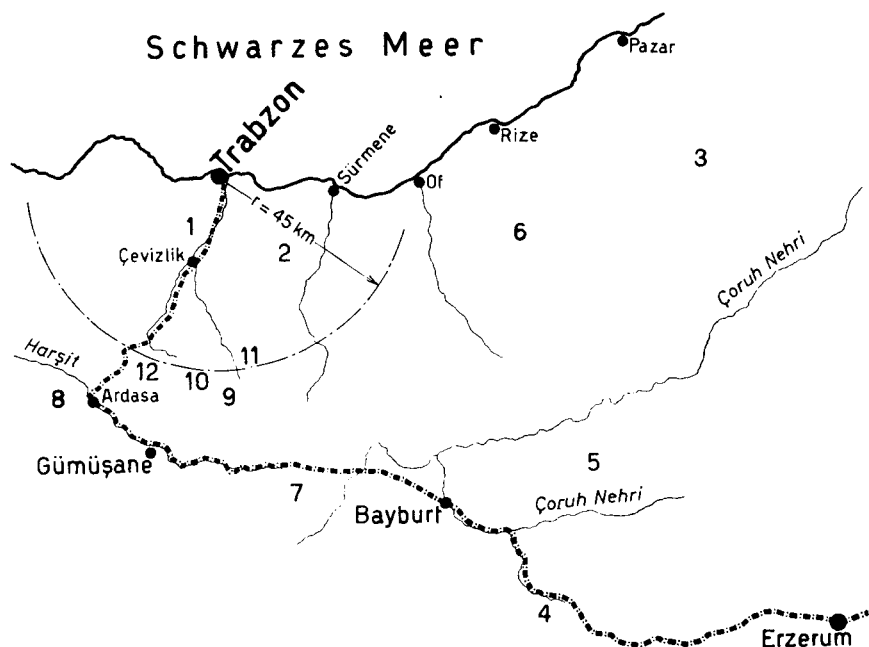 Schwarzes Meer
Pazar
Trabzon
Rize
Sürmene
3
Of
1
r = 45 km
6
2
Çevizlik
Çoruh Nehri
Harşit
11
12
10
9
8
Ardasa
Gümüşane
5
7
Çoruh Nehri
Bayburt
4
Erzerum